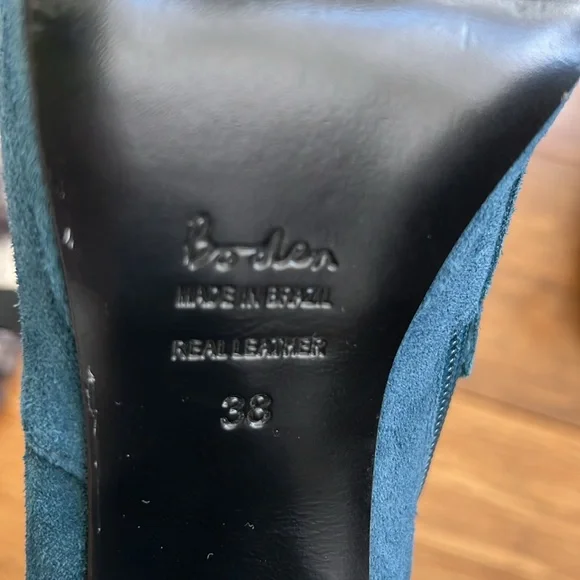 Boden
MADE IN BRAZIL
REAL LEATHER
38